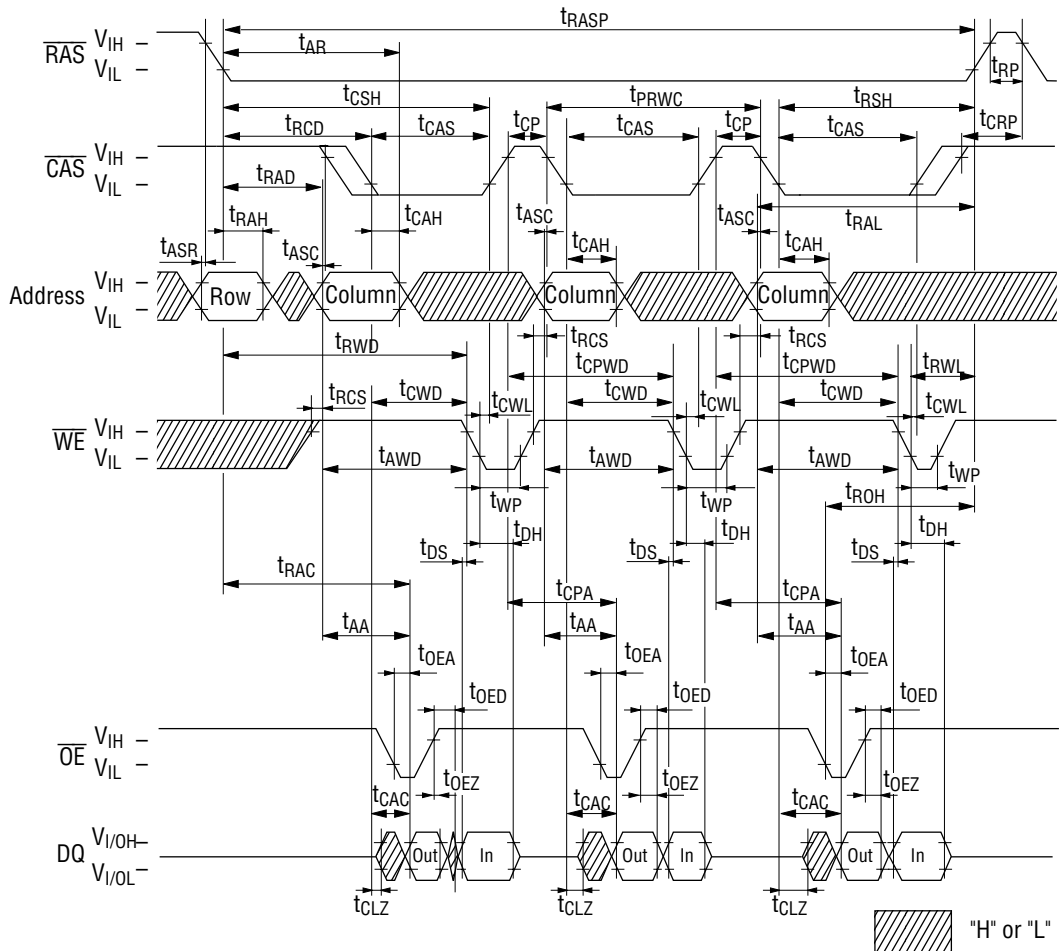 tRASP
RAS VIH VIL
tAR
tRP
tCSH
tPRWC
tRSH
tRCD tCAS tCP tCAS tCP tCAS tCRP
CAS VIH VIL
tRAD
tRAH tCAH tASC tASC tRAL
tASR tASC tCAH tCAH
Address VIH VIL
Row Column Column Column
tRWD tRCS tRCS
tCPWD tCPWD tRWL
tRCS tCWD tCWD tCWD
tCWL tCWL tCWL
WE VIH VIL
tAWD tAWD tAWD
tWP tWP tWP
tROH
tDH tDH tDH
tDS tDS tDS
tRAC
tCPA tCPA
tAA tAA tAA
tOEA tOEA tOEA
tOED tOED tOED
OE VIH VIL
tOEZ tOEZ tOEZ
tCAC tCAC tCAC
DQ VI/OH VI/OL
Out In Out In Out In
tCLZ tCLZ tCLZ
"H" or "L"